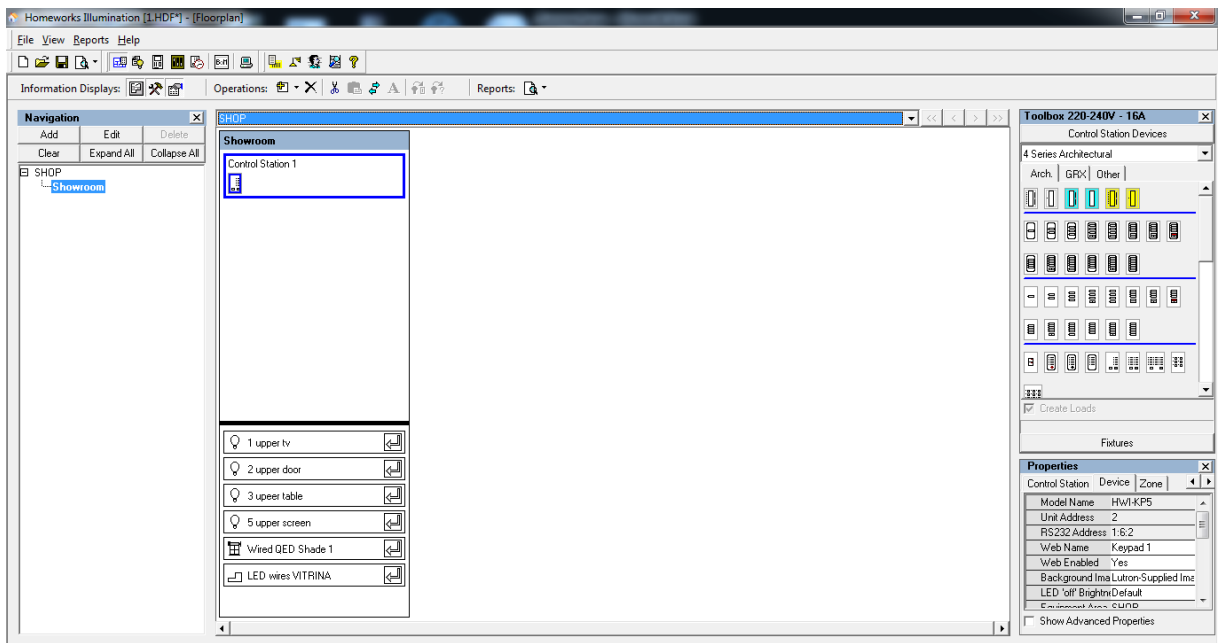 Homeworks Illumination [1.HDF*] - [Floorplan]
File View Reports Help
Information Displays: Operations: Reports:
Navigation
Add Edit Delete
Clear Expand All Collapse All
SHOP
Showroom
SHOP
<< < > >>
Showroom
Control Station 1
1 upper tv
2 upper door
3 upeer table
5 upper screen
Wired QED Shade 1
LED wires VITRINA
Toolbox 220-240V - 16A
Control Station Devices
4 Series Architectural
Arch. GRX Other
Create Loads
Fixtures
Properties
Control Station Device Zone
Model Name HWI-KP5
Unit Address 2
RS232 Address 1:6:2
Web Name Keypad 1
Web Enabled Yes
Background Ima Lutron-Supplied Ima
LED 'off' Brightn Default
Equipment Area SHOP
Show Advanced Properties